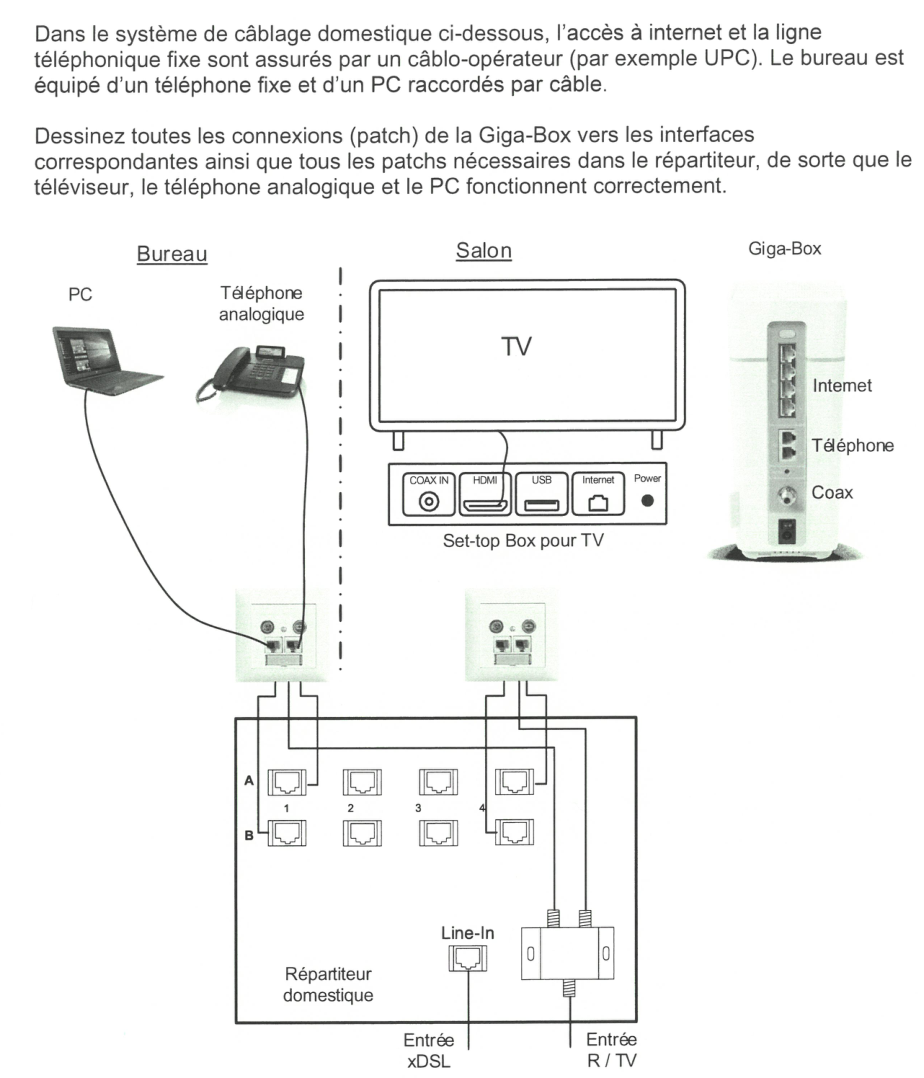 Dans le système de câblage domestique ci-dessous, l'accès à internet et la ligne
téléphonique fixe sont assurés par un câblo-opérateur (par exemple UPC). Le bureau est
équipé d'un téléphone fixe et d'un PC raccordés par câble.
Dessinez toutes les connexions (patch) de la Giga-Box vers les interfaces
correspondantes ainsi que tous les patchs nécessaires dans le répartiteur, de sorte que le
téléviseur, le téléphone analogique et le PC fonctionnent correctement.
Bureau
Salon
Giga-Box
PC
Téléphone
analogique
TV
Internet
Téléphone
Coax
COAX IN
HDMI
USB
Internet
Power
Set-top Box pour TV
A
1
2
3
4
B
Line-In
Répartiteur
domestique
Entrée
xDSL
Entrée
R / TV